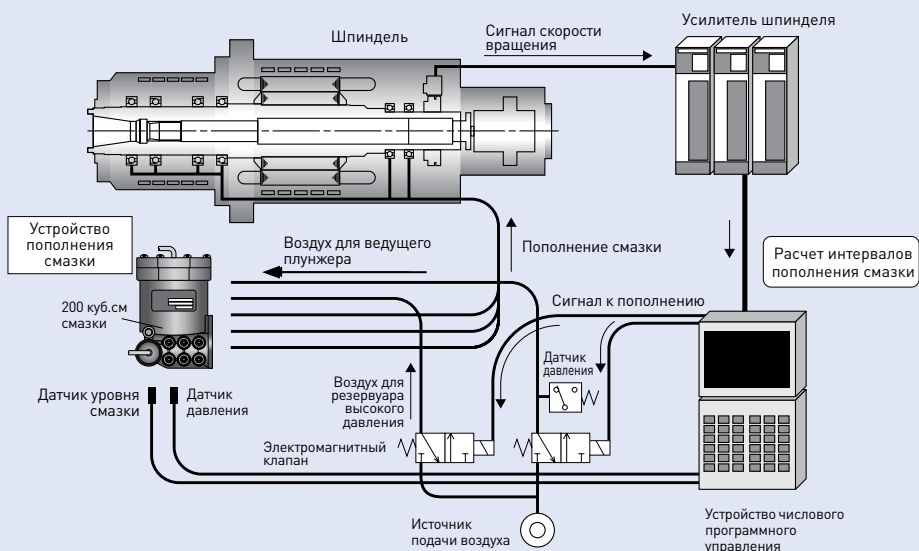 Усилитель шпинделя
Сигнал скорости
вращения
Шпиндель
Устройство
пополнения
смазки
Воздух для ведущего
плунжера
Пополнение смазки
Расчет интервалов
пополнения смазки
200 куб.см
смазки
Сигнал к пополнению
Датчик
давления
Датчик уровня
смазки
Датчик
давления
Воздух для
резервуара
высокого
давления
Электромагнитный
клапан
Источник
подачи воздуха
Устройство числового
программного
управления